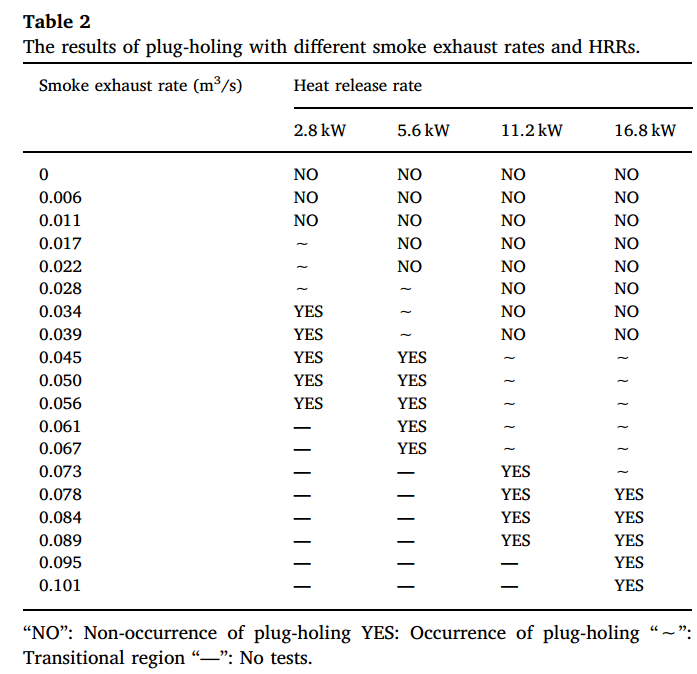 Table 2
The results of plug-holing with different smoke exhaust rates and HRRs.
Smoke exhaust rate (m³/s) Heat release rate
2.8 kW 5.6 kW 11.2 kW 16.8 kW
0 NO NO NO NO
0.006 NO NO NO NO
0.011 NO NO NO NO
0.017 ~ NO NO NO
0.022 ~ NO NO NO
0.028 ~ ~ NO NO
0.034 YES ~ NO NO
0.039 YES ~ NO NO
0.045 YES YES ~ ~
0.050 YES YES ~ ~
0.056 YES YES ~ ~
0.061 — YES ~ ~
0.067 — YES ~ ~
0.073 — — YES ~
0.078 — — YES YES
0.084 — — YES YES
0.089 — — YES YES
0.095 — — — YES
0.101 — — — YES
“NO”: Non-occurrence of plug-holing YES: Occurrence of plug-holing “~”:
Transitional region “—”: No tests.